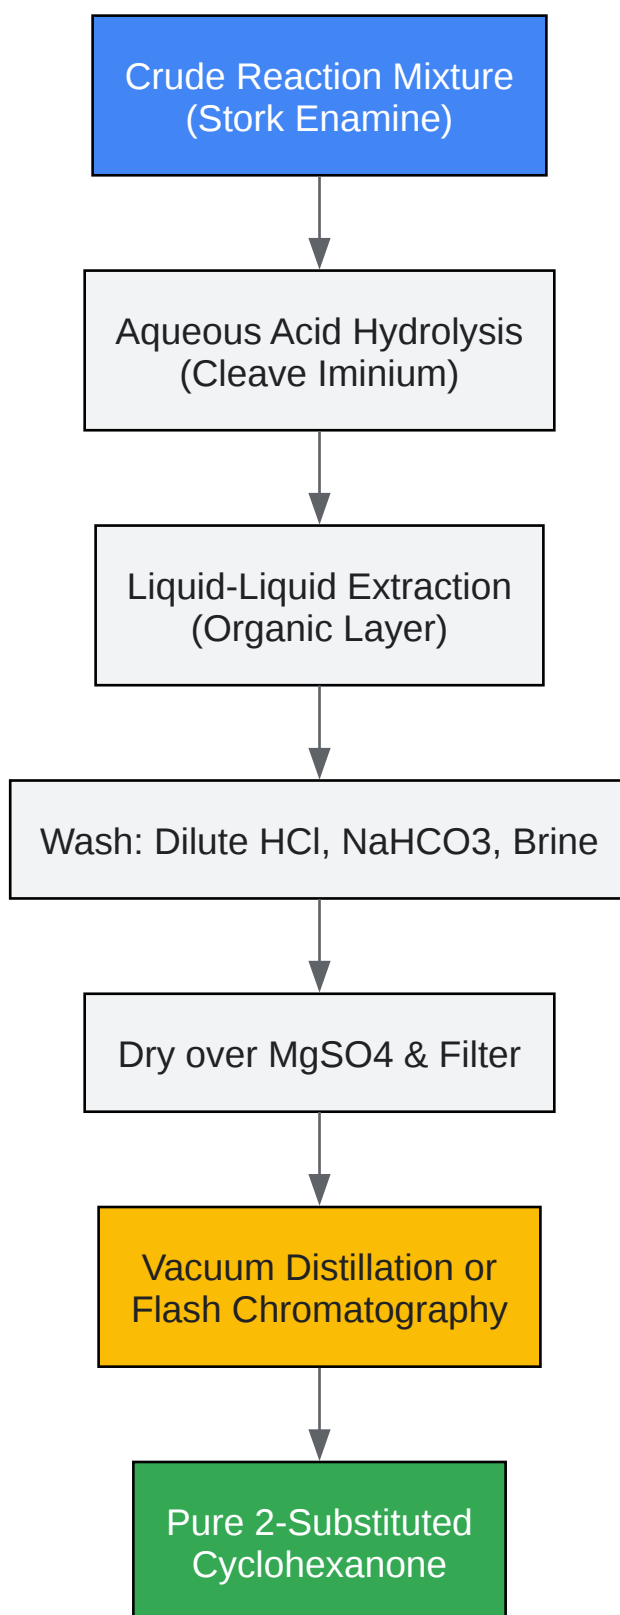 Crude Reaction Mixture
(Stork Enamine)
Aqueous Acid Hydrolysis
(Cleave Iminium)
Liquid-Liquid Extraction
(Organic Layer)
Wash: Dilute HCl, NaHCO3, Brine
Dry over MgSO4 & Filter
Vacuum Distillation or
Flash Chromatography
Pure 2-Substituted
Cyclohexanone